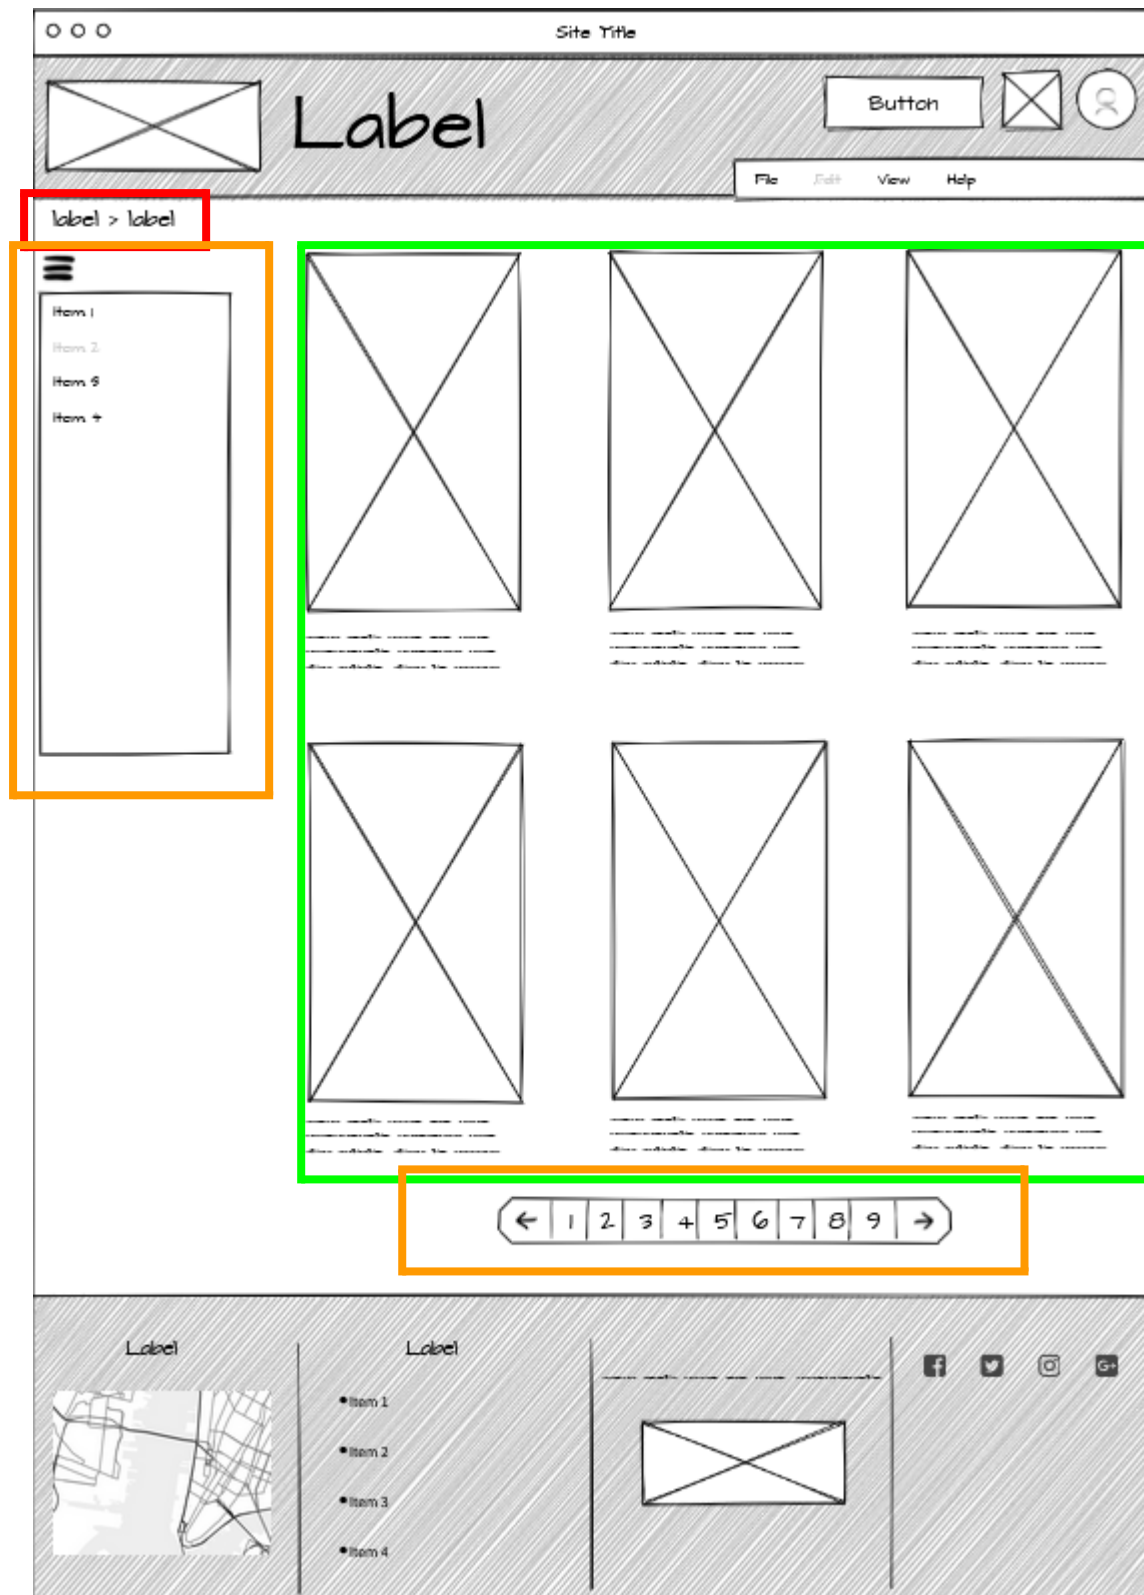 Site Title
Label
Button
File Edit View Help
label > label
Item 1
Item 2
Item 3
Item 4
← 1 2 3 4 5 6 7 8 9 →
Label
Label
Item 1
Item 2
Item 3
Item 4